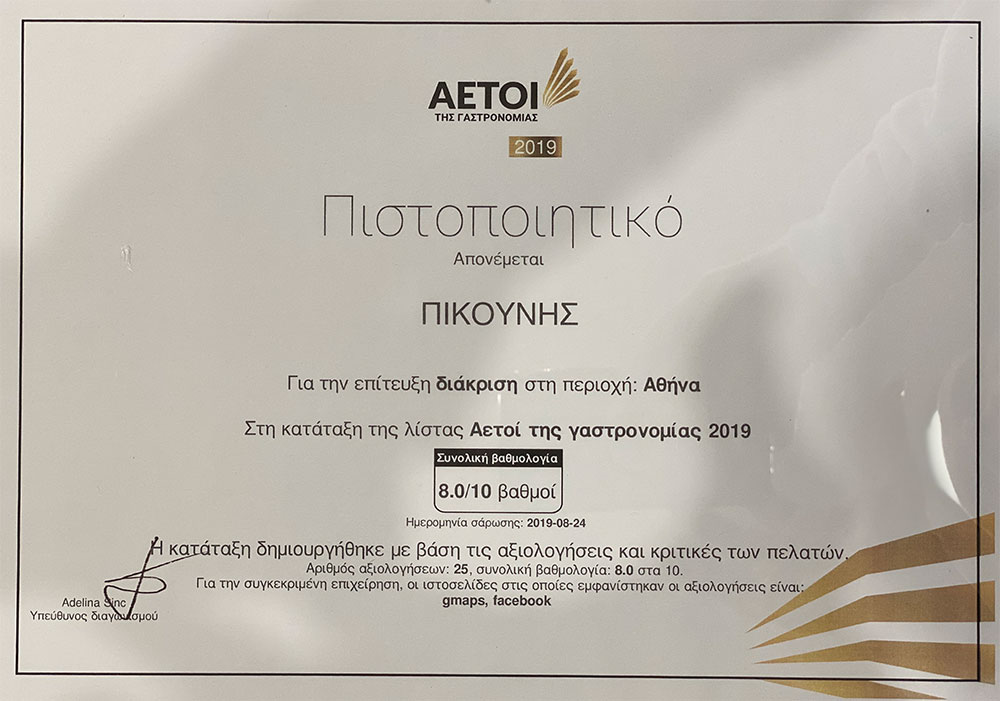 ΑΕΤΟΙ
ΤΗΣ ΓΑΣΤΡΟΝΟΜΙΑΣ
2019
Πιστοποιητικό
Απονέμεται
ΠΙΚΟΥΝΗΣ
Για την επίτευξη διάκριση στη περιοχή: Αθήνα
Στη κατάταξη της λίστας Αετοί της γαστρονομίας 2019
Συνολική βαθμολογία
8.0/10 βαθμοί
Ημερομηνία σάρωσης: 2019-08-24
Η κατάταξη δημιουργήθηκε με βάση τις αξιολογήσεις και κριτικές των πελατών.
Αριθμός αξιολογήσεων: 25, συνολική βαθμολογία: 8.0 στα 10.
Για την συγκεκριμένη επιχείρηση, οι ιστοσελίδες στις οποίες εμφανίστηκαν οι αξιολογήσεις είναι:
gmaps, facebook
Adelina Sinc
Υπεύθυνος διαγωνισμού